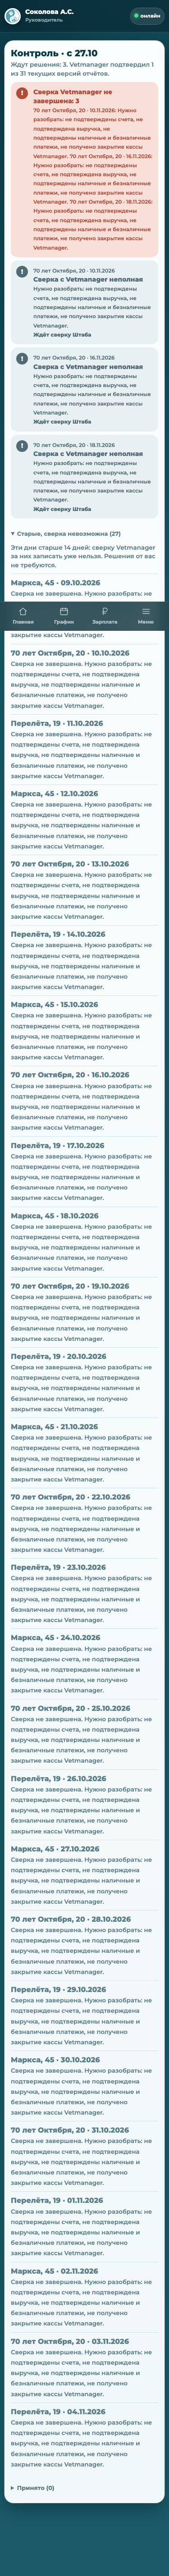 Соколова А.С.
Руководитель
онлайн
Контроль · с 27.10
Ждут решения: 3. Vetmanager подтвердил 1
из 31 текущих версий отчётов.
Сверка Vetmanager не
завершена: 3
70 лет Октября, 20 · 10.11.2026: Нужно
разобрать: не подтверждены счета, не
подтверждена выручка, не
подтверждены наличные и безналичные
платежи, не получено закрытие кассы
Vetmanager. 70 лет Октября, 20 · 16.11.2026:
Нужно разобрать: не подтверждены
счета, не подтверждена выручка, не
подтверждены наличные и безналичные
платежи, не получено закрытие кассы
Vetmanager. 70 лет Октября, 20 · 18.11.2026:
Нужно разобрать: не подтверждены
счета, не подтверждена выручка, не
подтверждены наличные и безналичные
платежи, не получено закрытие кассы
Vetmanager.
70 лет Октября, 20 · 10.11.2026
Сверка с Vetmanager неполная
Нужно разобрать: не подтверждены
счета, не подтверждена выручка, не
подтверждены наличные и безналичные
платежи, не получено закрытие кассы
Vetmanager.
Ждёт сверку Штаба
70 лет Октября, 20 · 16.11.2026
Сверка с Vetmanager неполная
Нужно разобрать: не подтверждены
счета, не подтверждена выручка, не
подтверждены наличные и безналичные
платежи, не получено закрытие кассы
Vetmanager.
Ждёт сверку Штаба
70 лет Октября, 20 · 18.11.2026
Сверка с Vetmanager неполная
Нужно разобрать: не подтверждены
счета, не подтверждена выручка, не
подтверждены наличные и безналичные
платежи, не получено закрытие кассы
Vetmanager.
Ждёт сверку Штаба
Старые, сверка невозможна (27)
Эти дни старше 14 дней: сверку Vetmanager
за них записать уже нельзя. Решения от вас
не требуются.
Маркса, 45 · 09.10.2026
Сверка не завершена. Нужно разобрать: не
Главная
График
Зарплата
Меню
закрытие кассы Vetmanager.
70 лет Октября, 20 · 10.10.2026
Сверка не завершена. Нужно разобрать: не
подтверждены счета, не подтверждена
выручка, не подтверждены наличные и
безналичные платежи, не получено
закрытие кассы Vetmanager.
Перелёта, 19 · 11.10.2026
Сверка не завершена. Нужно разобрать: не
подтверждены счета, не подтверждена
выручка, не подтверждены наличные и
безналичные платежи, не получено
закрытие кассы Vetmanager.
Маркса, 45 · 12.10.2026
Сверка не завершена. Нужно разобрать: не
подтверждены счета, не подтверждена
выручка, не подтверждены наличные и
безналичные платежи, не получено
закрытие кассы Vetmanager.
70 лет Октября, 20 · 13.10.2026
Сверка не завершена. Нужно разобрать: не
подтверждены счета, не подтверждена
выручка, не подтверждены наличные и
безналичные платежи, не получено
закрытие кассы Vetmanager.
Перелёта, 19 · 14.10.2026
Сверка не завершена. Нужно разобрать: не
подтверждены счета, не подтверждена
выручка, не подтверждены наличные и
безналичные платежи, не получено
закрытие кассы Vetmanager.
Маркса, 45 · 15.10.2026
Сверка не завершена. Нужно разобрать: не
подтверждены счета, не подтверждена
выручка, не подтверждены наличные и
безналичные платежи, не получено
закрытие кассы Vetmanager.
70 лет Октября, 20 · 16.10.2026
Сверка не завершена. Нужно разобрать: не
подтверждены счета, не подтверждена
выручка, не подтверждены наличные и
безналичные платежи, не получено
закрытие кассы Vetmanager.
Перелёта, 19 · 17.10.2026
Сверка не завершена. Нужно разобрать: не
подтверждены счета, не подтверждена
выручка, не подтверждены наличные и
безналичные платежи, не получено
закрытие кассы Vetmanager.
Маркса, 45 · 18.10.2026
Сверка не завершена. Нужно разобрать: не
подтверждены счета, не подтверждена
выручка, не подтверждены наличные и
безналичные платежи, не получено
закрытие кассы Vetmanager.
70 лет Октября, 20 · 19.10.2026
Сверка не завершена. Нужно разобрать: не
подтверждены счета, не подтверждена
выручка, не подтверждены наличные и
безналичные платежи, не получено
закрытие кассы Vetmanager.
Перелёта, 19 · 20.10.2026
Сверка не завершена. Нужно разобрать: не
подтверждены счета, не подтверждена
выручка, не подтверждены наличные и
безналичные платежи, не получено
закрытие кассы Vetmanager.
Маркса, 45 · 21.10.2026
Сверка не завершена. Нужно разобрать: не
подтверждены счета, не подтверждена
выручка, не подтверждены наличные и
безналичные платежи, не получено
закрытие кассы Vetmanager.
70 лет Октября, 20 · 22.10.2026
Сверка не завершена. Нужно разобрать: не
подтверждены счета, не подтверждена
выручка, не подтверждены наличные и
безналичные платежи, не получено
закрытие кассы Vetmanager.
Перелёта, 19 · 23.10.2026
Сверка не завершена. Нужно разобрать: не
подтверждены счета, не подтверждена
выручка, не подтверждены наличные и
безналичные платежи, не получено
закрытие кассы Vetmanager.
Маркса, 45 · 24.10.2026
Сверка не завершена. Нужно разобрать: не
подтверждены счета, не подтверждена
выручка, не подтверждены наличные и
безналичные платежи, не получено
закрытие кассы Vetmanager.
70 лет Октября, 20 · 25.10.2026
Сверка не завершена. Нужно разобрать: не
подтверждены счета, не подтверждена
выручка, не подтверждены наличные и
безналичные платежи, не получено
закрытие кассы Vetmanager.
Перелёта, 19 · 26.10.2026
Сверка не завершена. Нужно разобрать: не
подтверждены счета, не подтверждена
выручка, не подтверждены наличные и
безналичные платежи, не получено
закрытие кассы Vetmanager.
Маркса, 45 · 27.10.2026
Сверка не завершена. Нужно разобрать: не
подтверждены счета, не подтверждена
выручка, не подтверждены наличные и
безналичные платежи, не получено
закрытие кассы Vetmanager.
70 лет Октября, 20 · 28.10.2026
Сверка не завершена. Нужно разобрать: не
подтверждены счета, не подтверждена
выручка, не подтверждены наличные и
безналичные платежи, не получено
закрытие кассы Vetmanager.
Перелёта, 19 · 29.10.2026
Сверка не завершена. Нужно разобрать: не
подтверждены счета, не подтверждена
выручка, не подтверждены наличные и
безналичные платежи, не получено
закрытие кассы Vetmanager.
Маркса, 45 · 30.10.2026
Сверка не завершена. Нужно разобрать: не
подтверждены счета, не подтверждена
выручка, не подтверждены наличные и
безналичные платежи, не получено
закрытие кассы Vetmanager.
70 лет Октября, 20 · 31.10.2026
Сверка не завершена. Нужно разобрать: не
подтверждены счета, не подтверждена
выручка, не подтверждены наличные и
безналичные платежи, не получено
закрытие кассы Vetmanager.
Перелёта, 19 · 01.11.2026
Сверка не завершена. Нужно разобрать: не
подтверждены счета, не подтверждена
выручка, не подтверждены наличные и
безналичные платежи, не получено
закрытие кассы Vetmanager.
Маркса, 45 · 02.11.2026
Сверка не завершена. Нужно разобрать: не
подтверждены счета, не подтверждена
выручка, не подтверждены наличные и
безналичные платежи, не получено
закрытие кассы Vetmanager.
70 лет Октября, 20 · 03.11.2026
Сверка не завершена. Нужно разобрать: не
подтверждены счета, не подтверждена
выручка, не подтверждены наличные и
безналичные платежи, не получено
закрытие кассы Vetmanager.
Перелёта, 19 · 04.11.2026
Сверка не завершена. Нужно разобрать: не
подтверждены счета, не подтверждена
выручка, не подтверждены наличные и
безналичные платежи, не получено
закрытие кассы Vetmanager.
Принято (0)